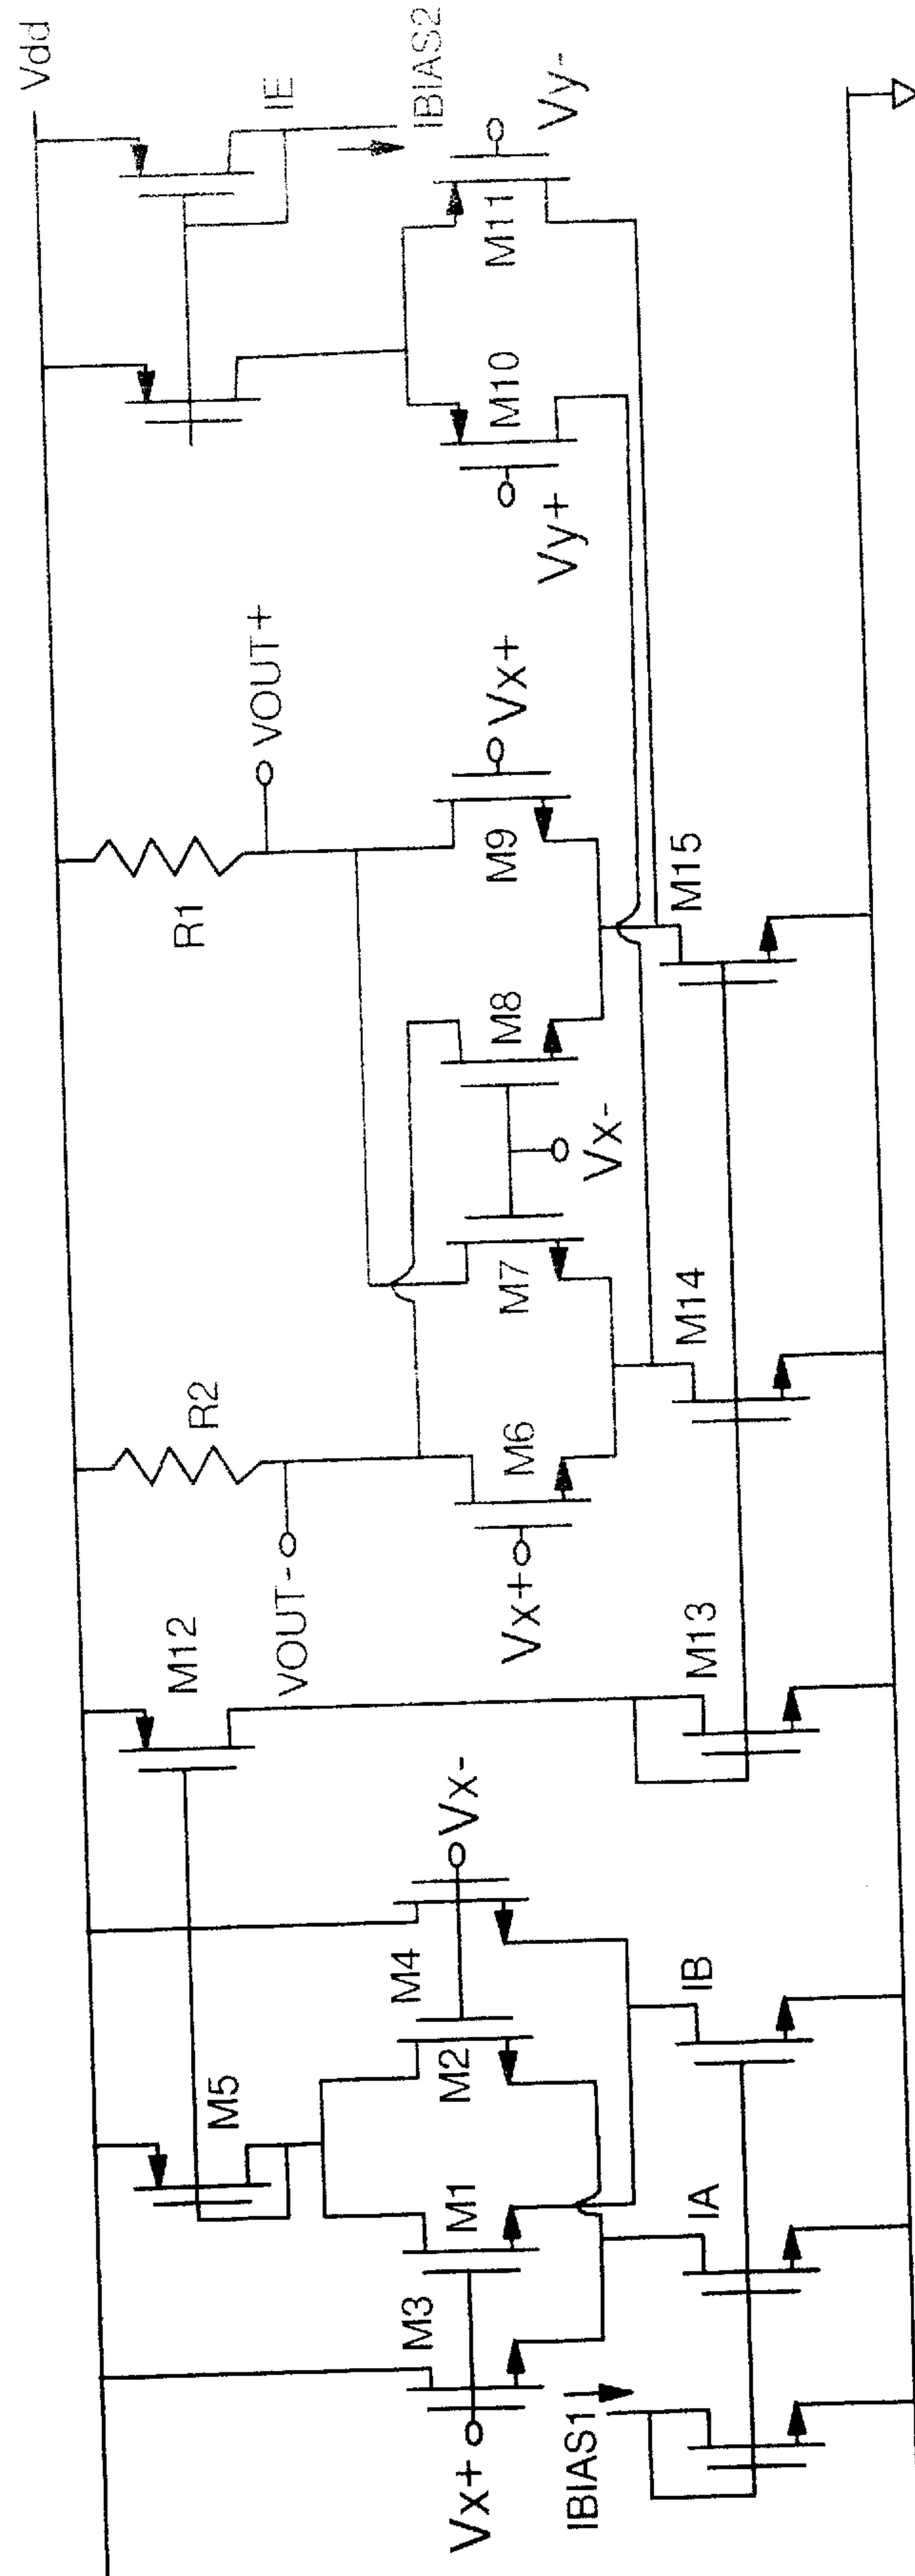 Vdd
IE
IBIAS2
Vy-
M11
M10
Vy+
VOUT+
R1
Vx+
M9
M8
M15
Vx-
M7
M14
R2
M6
VOUT-
Vx+
M12
M13
Vx-
M4
M5
M2
IB
M1
IA
M3
Vx+
IBIAS1